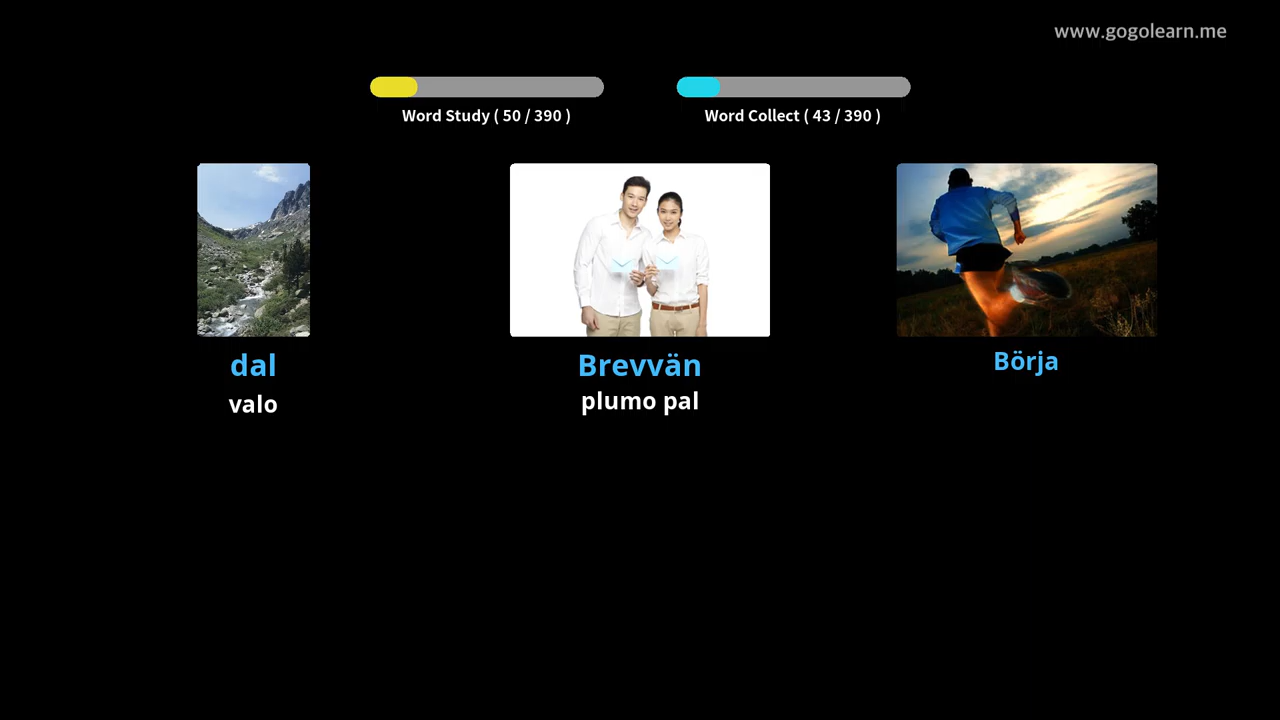 www.gogolearn.me
Word Study ( 50 / 390 )
Word Collect ( 43 / 390 )
dal
valo
Brevvän
plumo pal
Börja